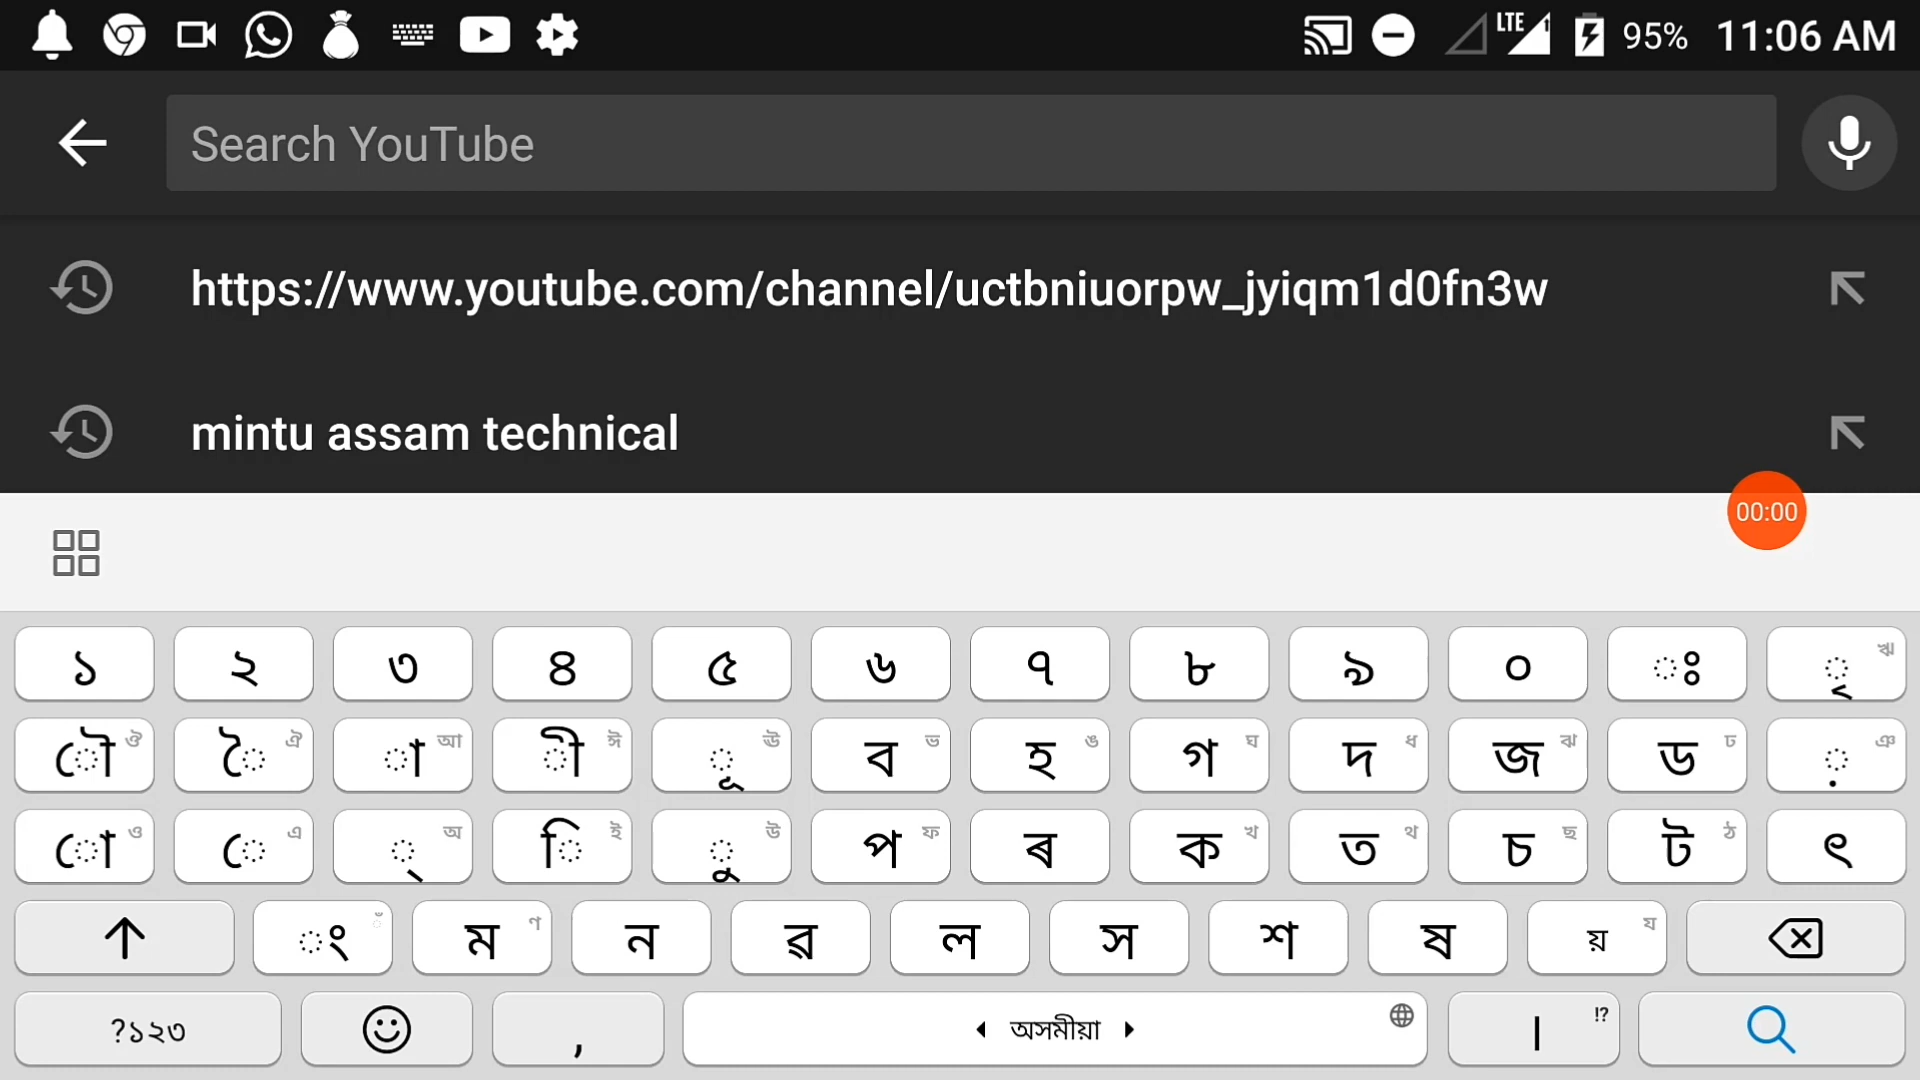 LTE 95% 11:06 AM
Search YouTube
https://www.youtube.com/channel/uctbniuorpw_jyiqm1d0fn3w
mintu assam technical
00:00
১ ২ ৩ ৪ ৫ ৬ ৭ ৮ ৯ ০ ঃ ৃ ঋ
ৌ ঔ ৈ ঐ া আ ী ঈ ূ ঊ ব ভ হ ঙ গ ঘ দ ধ জ ঝ ড ঢ ় ঞ
ো ও ে এ ্ অ ি ই ু উ প ফ ৰ ক খ ত থ চ ছ ট ঠ ৎ
ং ঁ ম ণ ন ৱ ল স শ ষ য় য
?১২৩ , অসমীয়া । !?